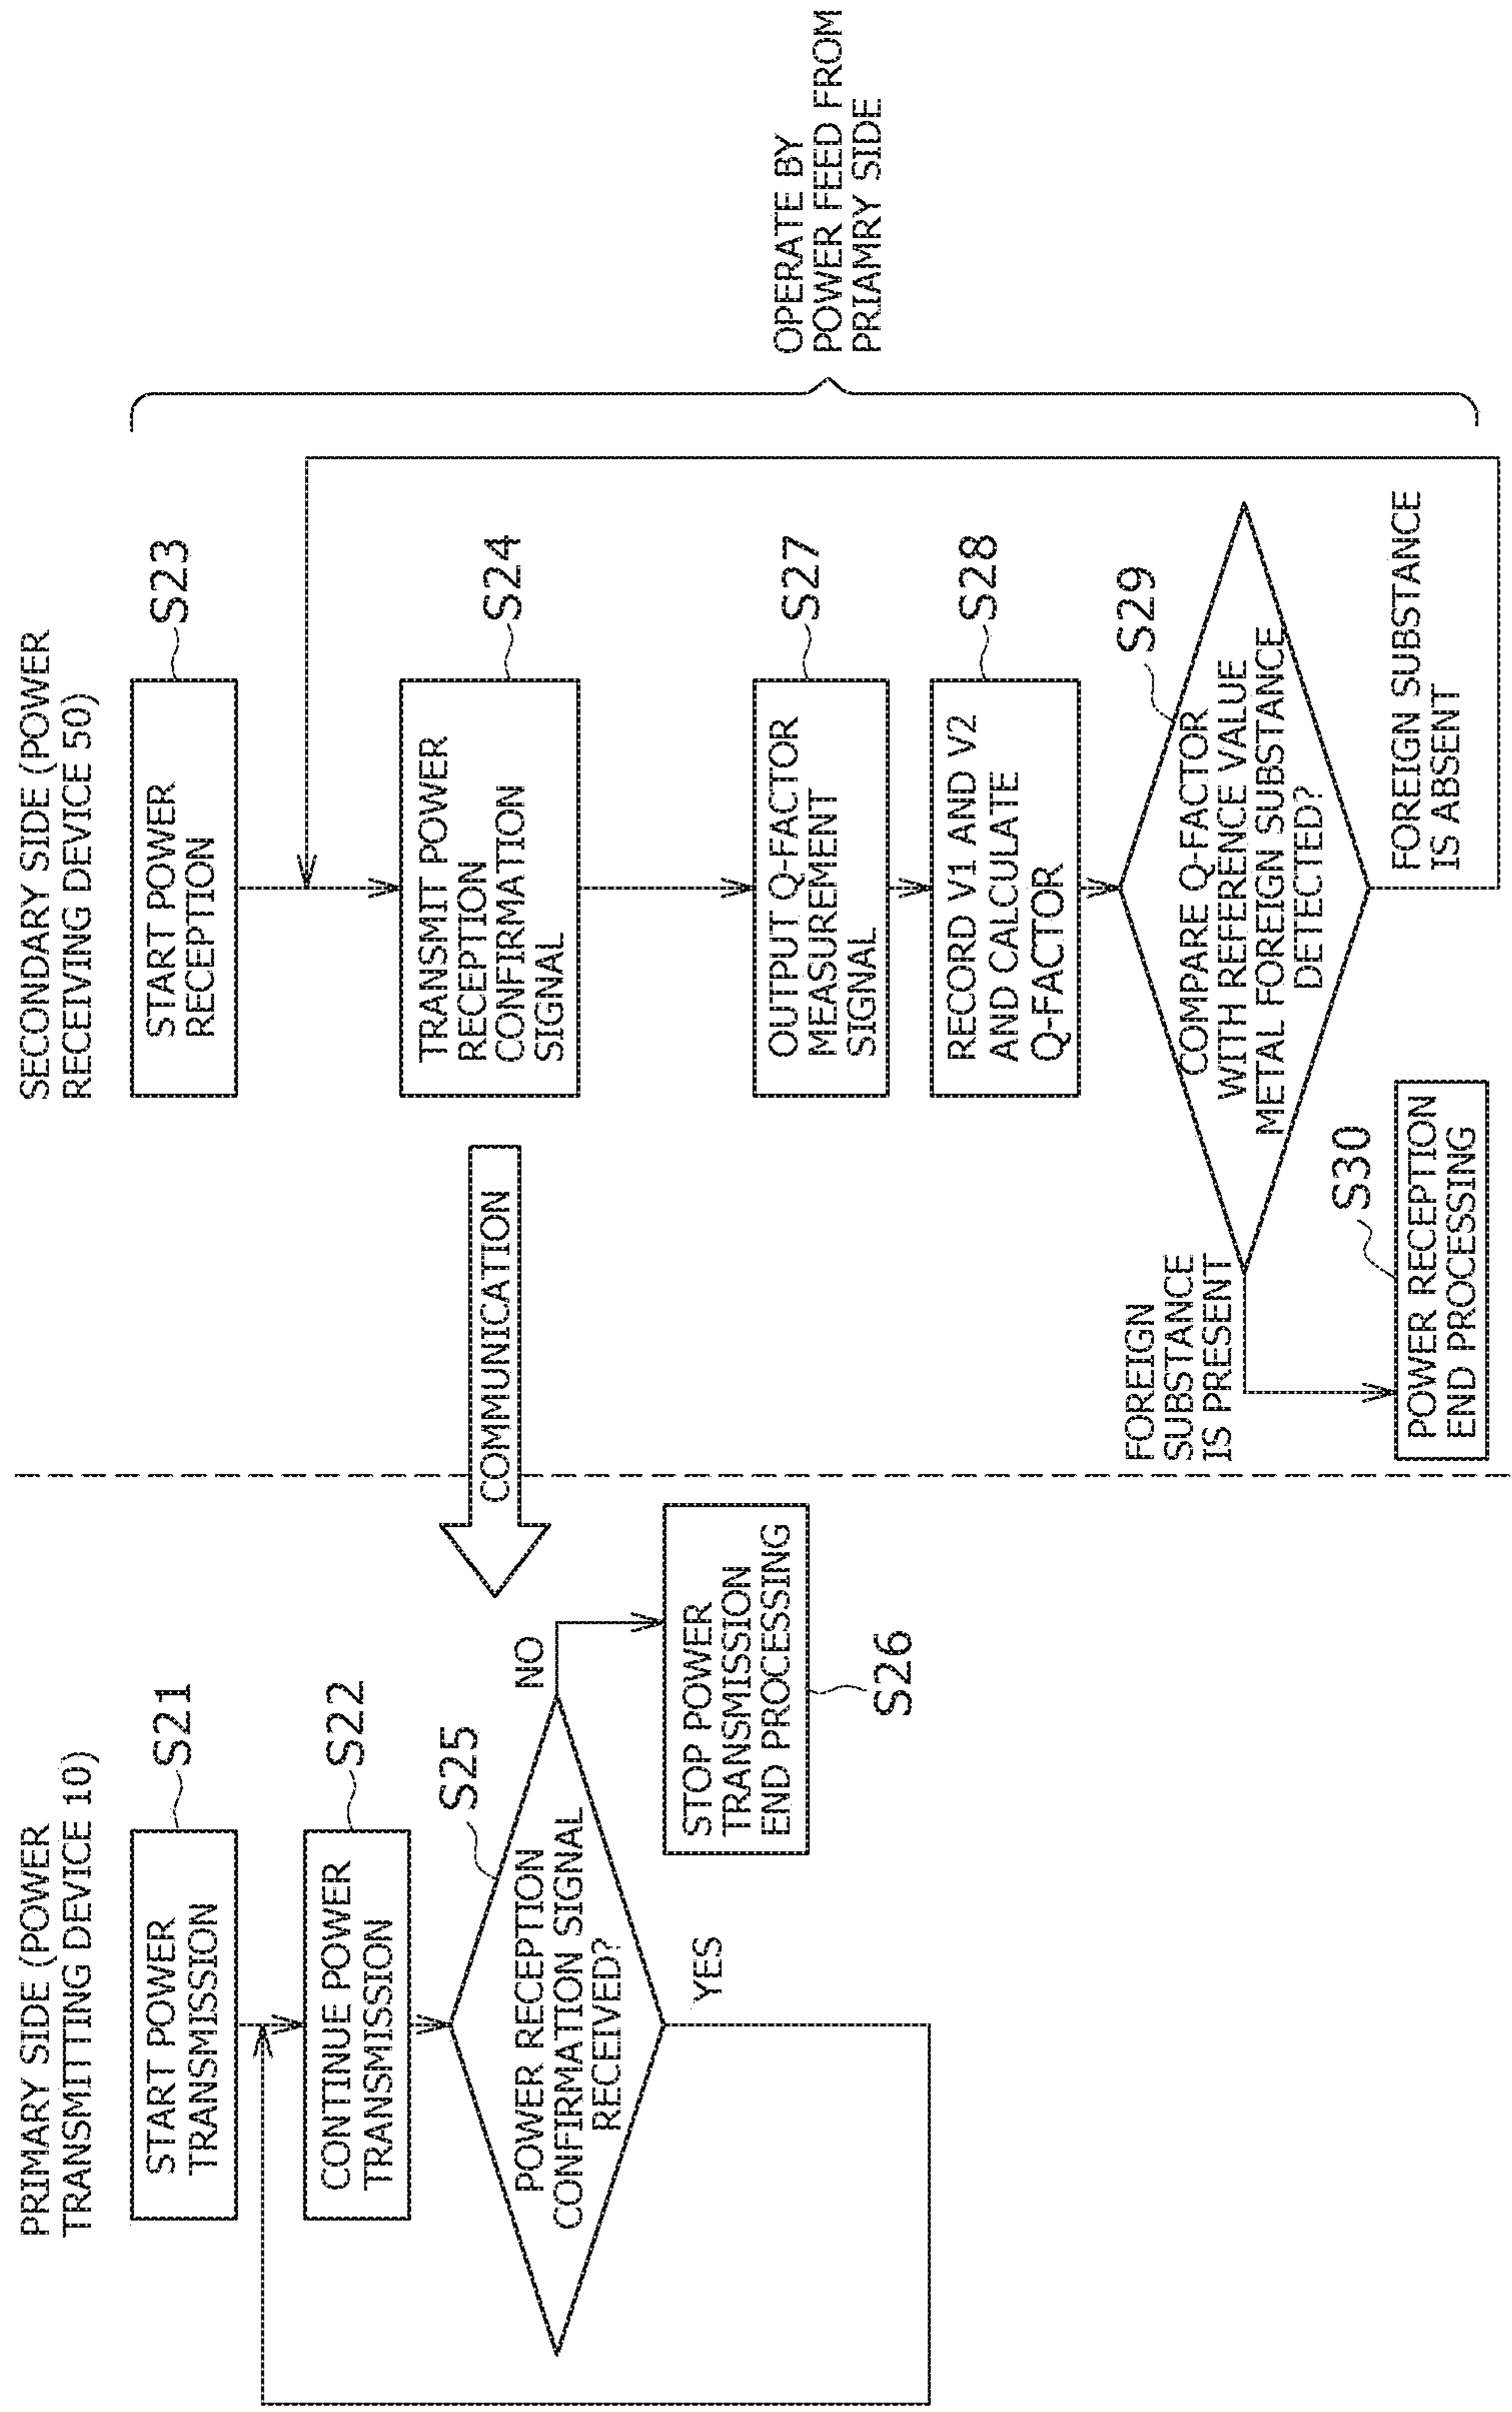 PRIMARY SIDE (POWER
TRANSMITTING DEVICE 10)
START POWER
TRANSMISSION
S21
CONTINUE POWER
TRANSMISSION
S22
POWER RECEPTION
CONFIRMATION SIGNAL
RECEIVED?
S25
NO
YES
STOP POWER
TRANSMISSION
END PROCESSING
S26
COMMUNICATION
SECONDARY SIDE (POWER
RECEIVING DEVICE 50)
START POWER
RECEPTION
S23
TRANSMIT POWER
RECEPTION
CONFIRMATION
SIGNAL
S24
OUTPUT Q-FACTOR
MEASUREMENT
SIGNAL
S27
RECORD V1 AND V2
AND CALCULATE
Q-FACTOR
S28
COMPARE Q-FACTOR
WITH REFERENCE VALUE
METAL FOREIGN SUBSTANCE
DETECTED?
S29
FOREIGN
SUBSTANCE
IS PRESENT
POWER RECEPTION
END PROCESSING
S30
FOREIGN SUBSTANCE
IS ABSENT
OPERATE BY
POWER FEED FROM
PRIAMRY SIDE